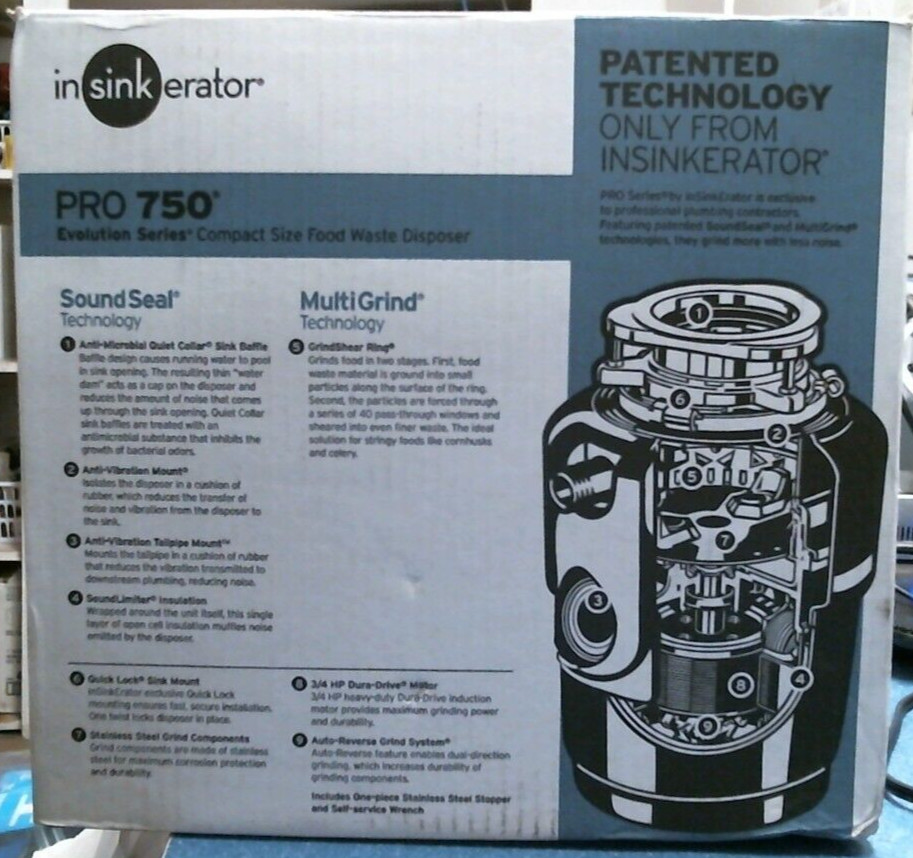 insinkerator®
PRO 750®
Evolution Series® Compact Size Food Waste Disposer
PATENTED
TECHNOLOGY
ONLY FROM
INSINKERATOR®
PRO Series® by InSinkErator is exclusive
to professional plumbing contractors.
Featuring patented SoundSeal® and MultiGrind®
technologies, they grind more with less noise.
SoundSeal®
Technology
1 Anti-Microbial Quiet Collar® Sink Baffle
Baffle design causes running water to pool
in sink opening. The resulting thin "water
dam" acts as a cap on the disposer and
reduces the amount of noise that comes
up through the sink opening. Quiet Collar
sink baffles are treated with an
antimicrobial substance that inhibits the
growth of bacterial odors.
2 Anti-Vibration Mount®
Isolates the disposer in a cushion of
rubber, which reduces the transfer of
noise and vibration from the disposer to
the sink.
3 Anti-Vibration Tailpipe Mount™
Mounts the tailpipe in a cushion of rubber
that reduces the vibration transmitted to
downstream plumbing, reducing noise.
4 SoundLimiter® Insulation
Wrapped around the unit itself, this single
layer of open cell insulation muffles noise
emitted by the disposer.
MultiGrind®
Technology
5 GrindShear Ring®
Grinds food in two stages. First, food
waste material is ground into small
particles along the surface of the ring.
Second, the particles are forced through
a series of 40 pass-through windows and
sheared into even finer waste. The ideal
solution for stringy foods like cornhusks
and celery.
6 Quick Lock® Sink Mount
InSinkErator exclusive Quick Lock
mounting ensures fast, secure installation.
One twist locks disposer in place.
7 Stainless Steel Grind Components
Grind components are made of stainless
steel for maximum corrosion protection
and durability.
8 3/4 HP Dura-Drive® Motor
3/4 HP heavy-duty Dura-Drive induction
motor provides maximum grinding power
and durability.
9 Auto-Reverse Grind System®
Auto-Reverse feature enables dual-direction
grinding, which increases durability of
grinding components.
Includes One-piece Stainless Steel Stopper
and Self-service Wrench
1
6
2
5
7
3
4
8
9